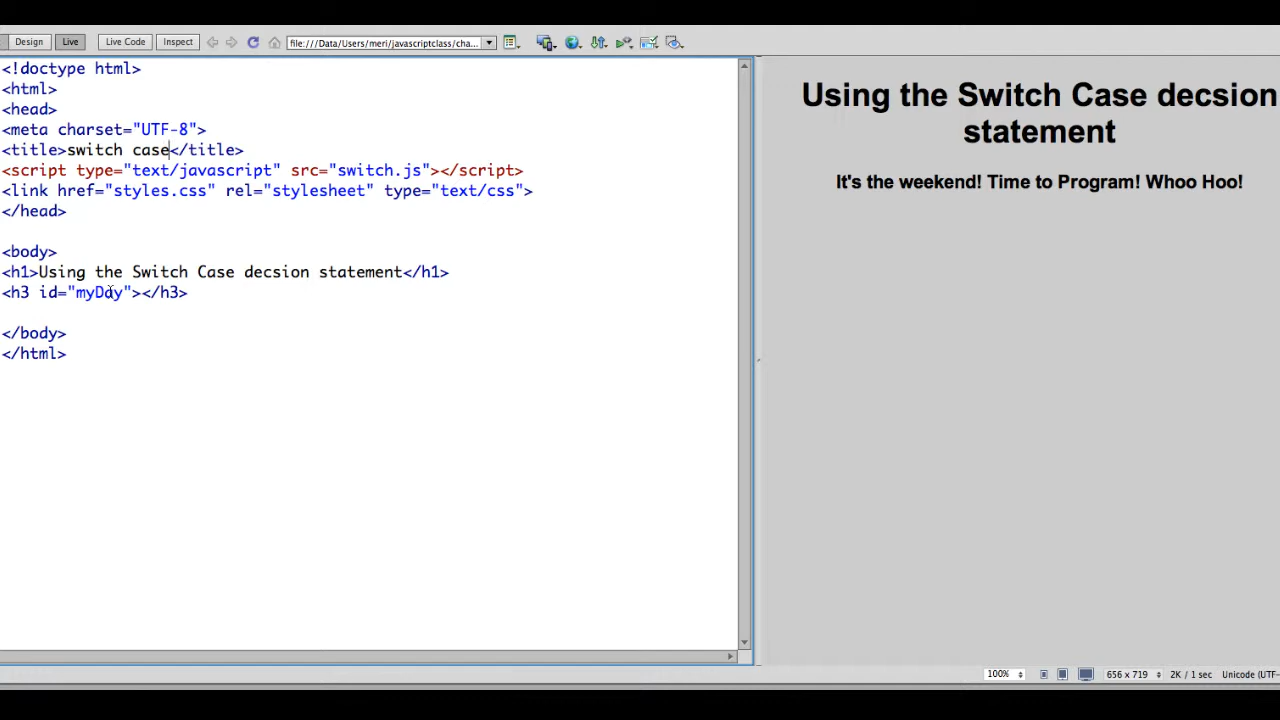 Design Live Live Code Inspect file:///Data/Users/meri/javascriptclass/cha...
<!doctype html>
<html>
<head>
<meta charset="UTF-8">
<title>switch case</title>
<script type="text/javascript" src="switch.js"></script>
<link href="styles.css" rel="stylesheet" type="text/css">
</head>
<body>
<h1>Using the Switch Case decsion statement</h1>
<h3 id="myDay"></h3>
</body>
</html>
Using the Switch Case decsion
statement
It's the weekend! Time to Program! Whoo Hoo!
100% 656 x 719 2K / 1 sec Unicode (UTF-